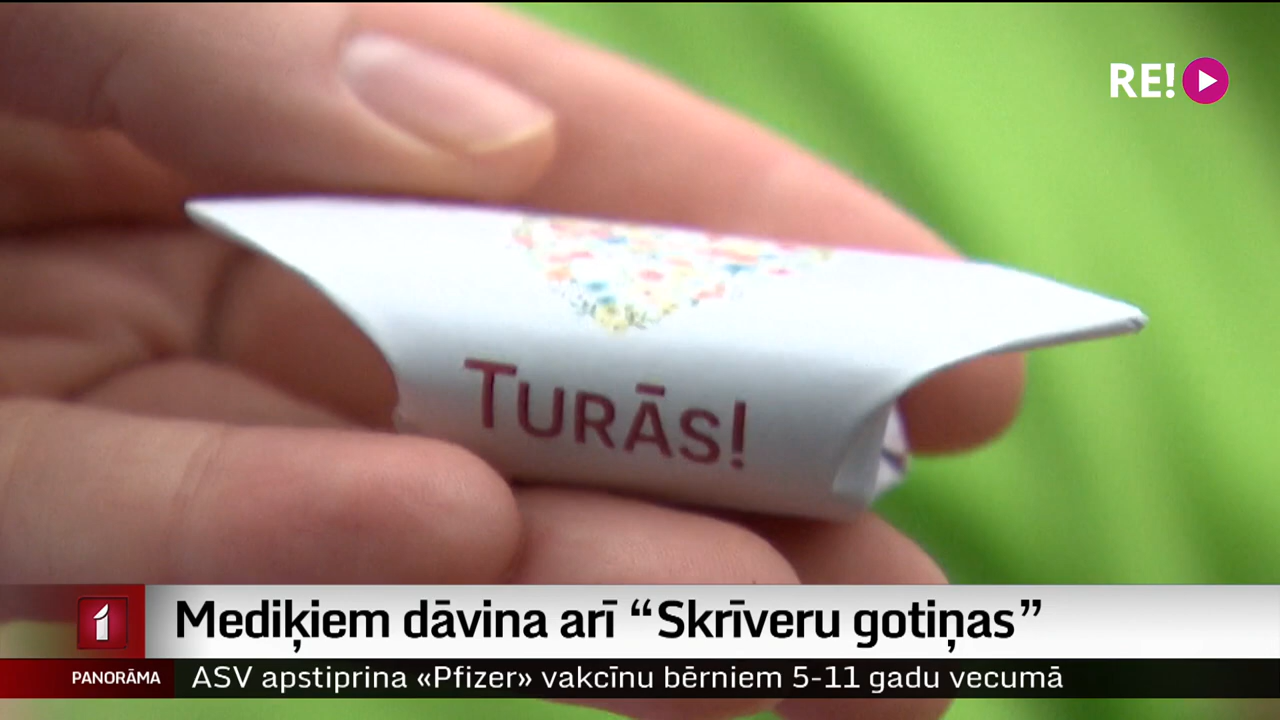 RE!
TURĀS!
1
Mediķiem dāvina arī “Skrīveru gotiņas”
PANORĀMA
ASV apstiprina «Pfizer» vakcīnu bērniem 5-11 gadu vecumā